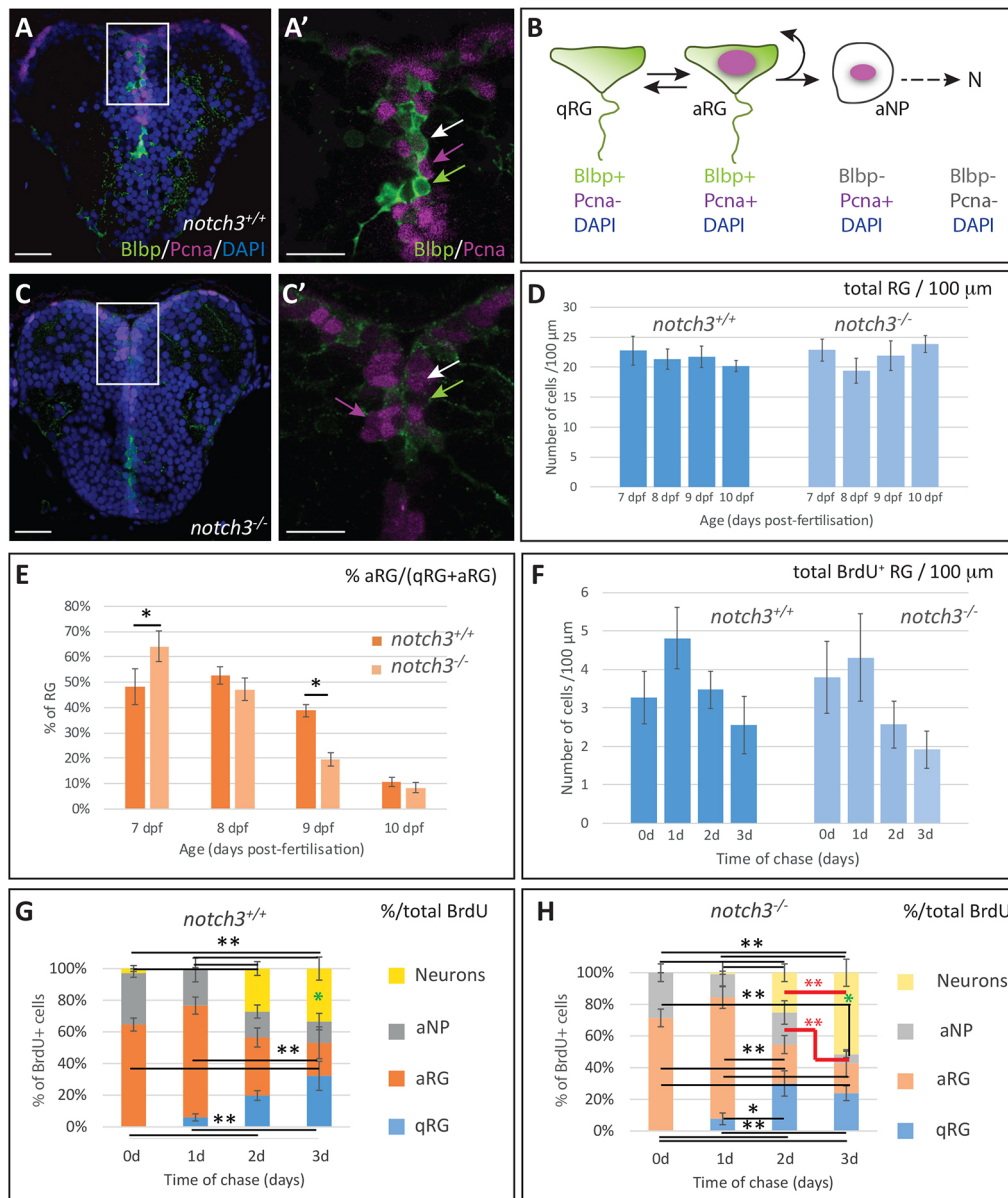 A
notch3+/+
Blbp/Pcna/DAPI
A'
Blbp/Pcna
B
qRG
aRG
aNP
N
Blbp+ Blbp+ Blbp- Blbp-
Pcna- Pcna+ Pcna+ Pcna-
DAPI DAPI DAPI DAPI
C
notch3-/-
C'
D
total RG / 100 µm
notch3+/+ notch3-/-
Number of cells /100 µm
30
25
20
15
10
5
0
7 dpf 8 dpf 9 dpf 10 dpf 7 dpf 8 dpf 9 dpf 10 dpf
Age (days post-fertilisation)
E
% aRG/(qRG+aRG)
% of RG
80%
70%
60%
50%
40%
30%
20%
10%
0%
*
*
notch3+/+
notch3-/-
7 dpf 8 dpf 9 dpf 10 dpf
Age (days post-fertilisation)
F
total BrdU+ RG / 100 µm
notch3+/+ notch3-/-
Number of cells /100 µm
6
5
4
3
2
1
0
0d 1d 2d 3d 0d 1d 2d 3d
Time of chase (days)
G
notch3+/+
%/total BrdU
% of BrdU+ cells
100%
80%
60%
40%
20%
0%
**
*
**
**
Neurons
aNP
aRG
qRG
0d 1d 2d 3d
Time of chase (days)
H
notch3-/-
%/total BrdU
% of BrdU+ cells
100%
80%
60%
40%
20%
0%
**
**
*
**
**
**
*
**
Neurons
aNP
aRG
qRG
0d 1d 2d 3d
Time of chase (days)